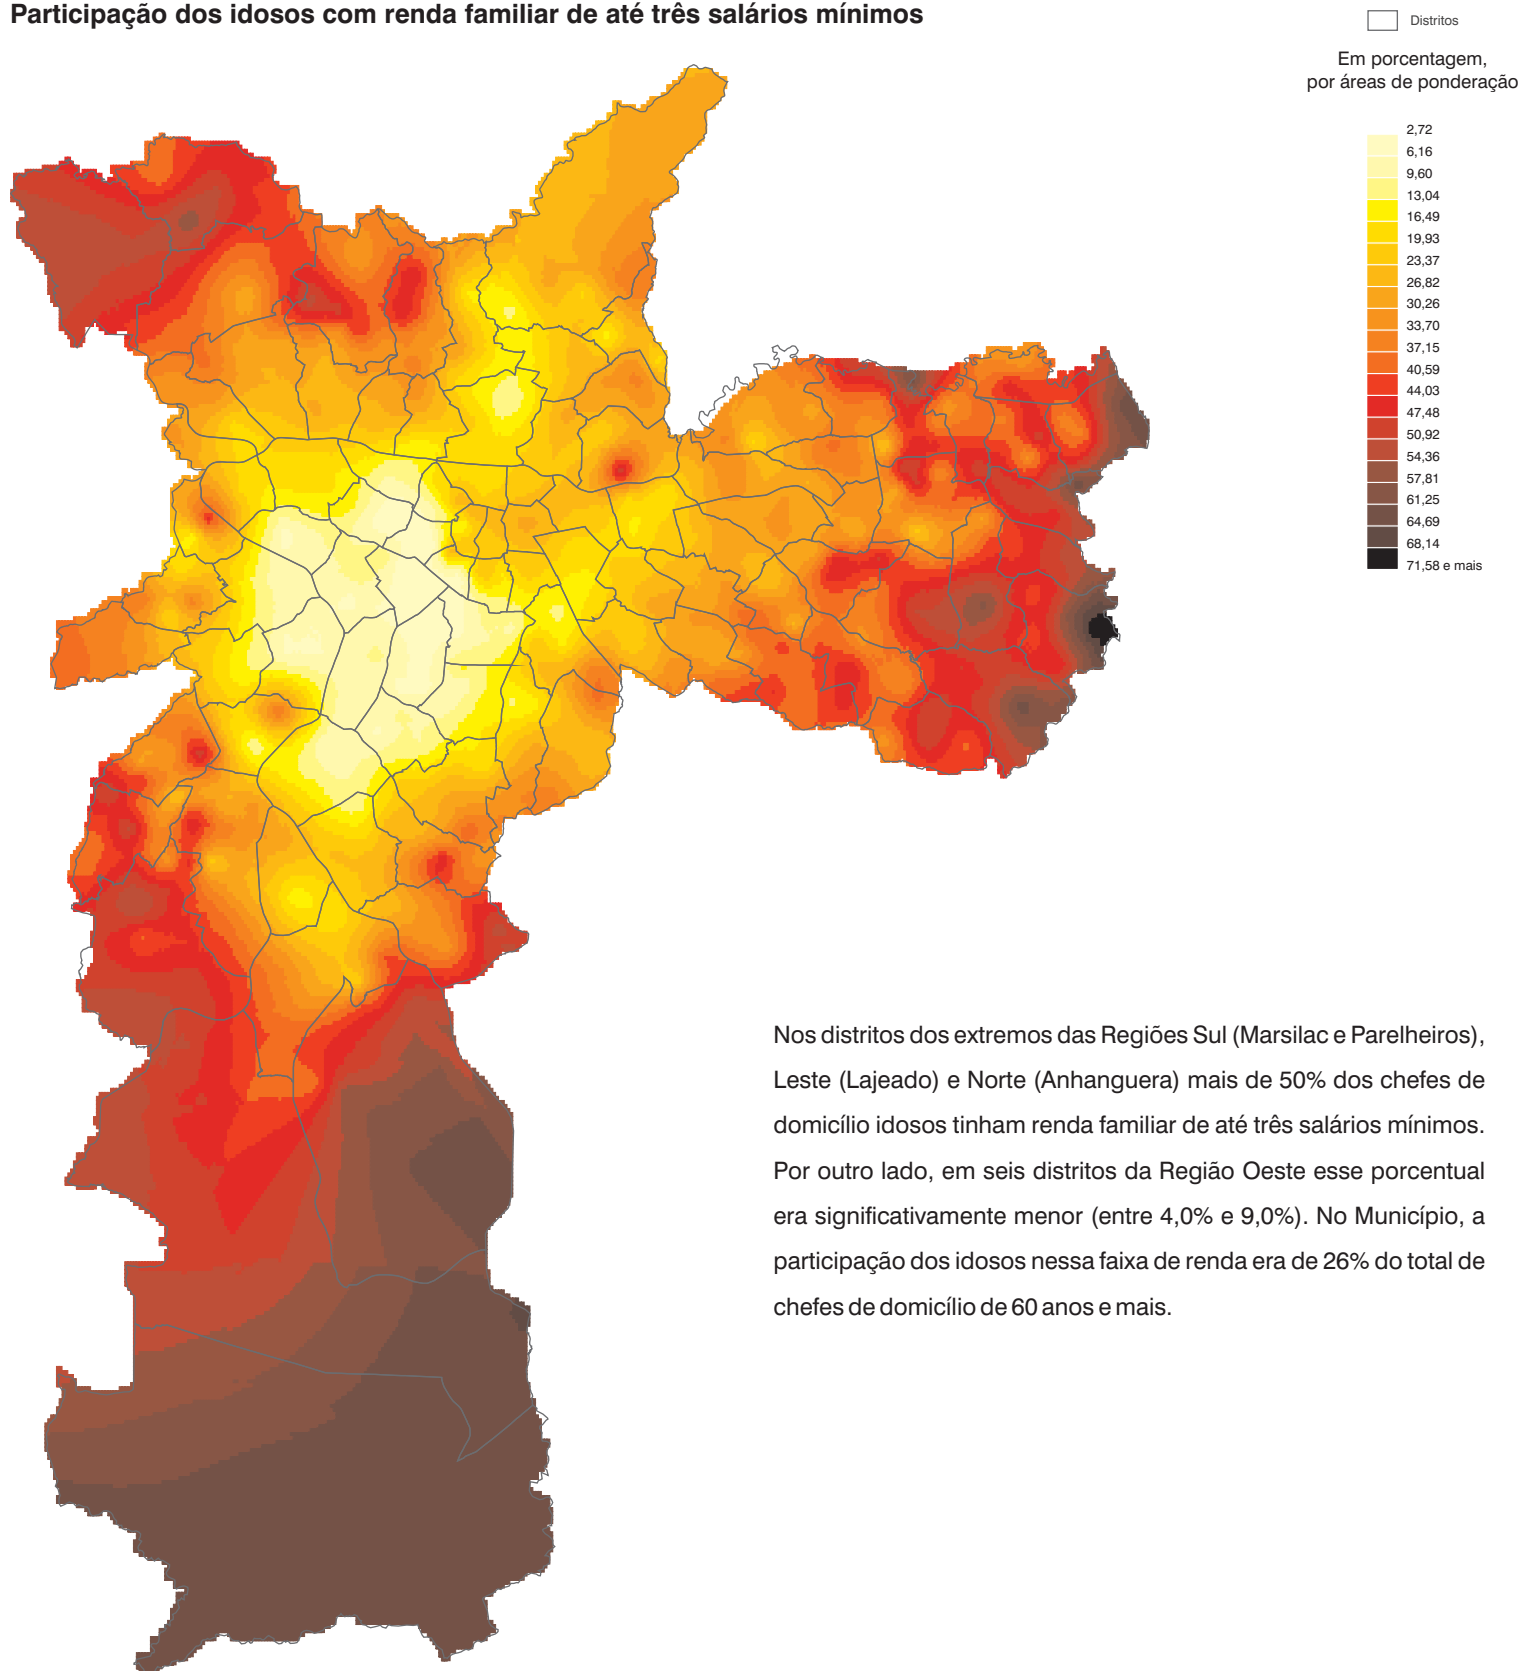 Participação dos idosos com renda familiar de até três salários mínimos
Distritos
Em porcentagem,
por áreas de ponderação
2,72
6,16
9,60
13,04
16,49
19,93
23,37
26,82
30,26
33,70
37,15
40,59
44,03
47,48
50,92
54,36
57,81
61,25
64,69
68,14
71,58 e mais
Nos distritos dos extremos das Regiões Sul (Marsilac e Parelheiros),
Leste (Lajeado) e Norte (Anhanguera) mais de 50% dos chefes de
domicílio idosos tinham renda familiar de até três salários mínimos.
Por outro lado, em seis distritos da Região Oeste esse porcentual
era significativamente menor (entre 4,0% e 9,0%). No Município, a
participação dos idosos nessa faixa de renda era de 26% do total de
chefes de domicílio de 60 anos e mais.